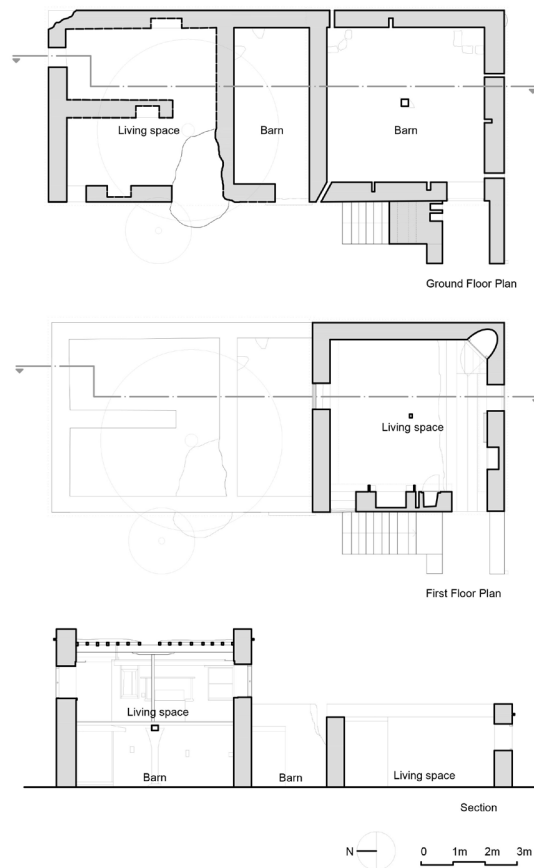 Living space
Barn
Barn
Ground Floor Plan
Living space
First Floor Plan
Living space
Barn
Barn
Living space
Section
N
0 1m 2m 3m